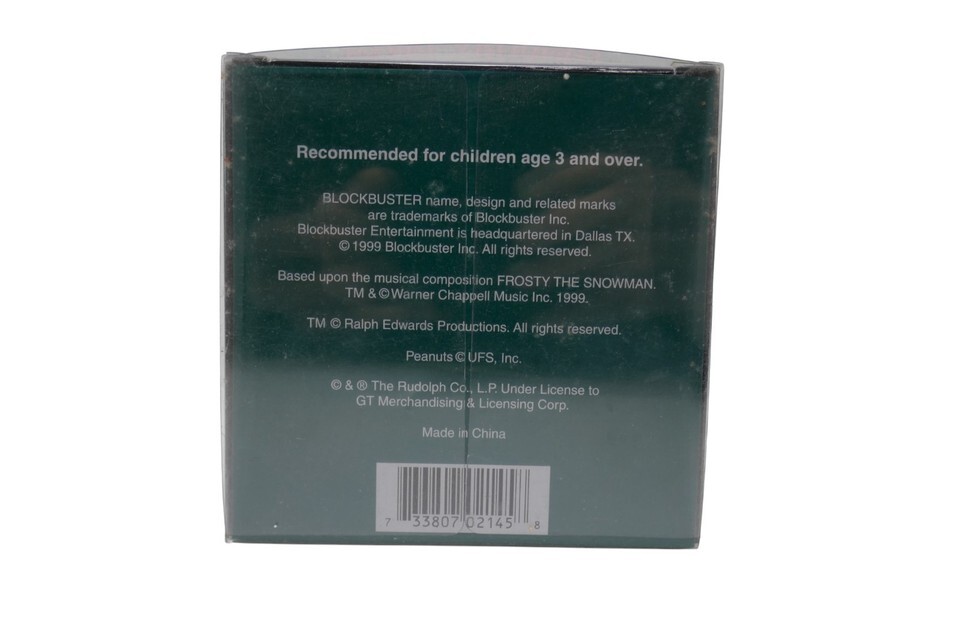 Recommended for children age 3 and over.
BLOCKBUSTER name, design and related marks
are trademarks of Blockbuster Inc.
Blockbuster Entertainment is headquartered in Dallas TX.
© 1999 Blockbuster Inc. All rights reserved.
Based upon the musical composition FROSTY THE SNOWMAN.
TM & © Warner Chappell Music Inc. 1999.
TM © Ralph Edwards Productions. All rights reserved.
Peanuts © UFS, Inc.
© & ® The Rudolph Co., L.P. Under License to
GT Merchandising & Licensing Corp.
Made in China
7 33807 02145 8